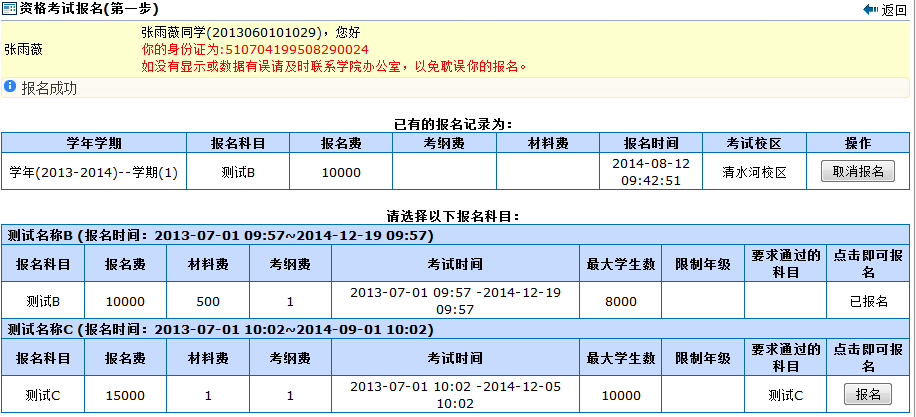 资格考试报名(第一步) 返回
张雨薇
张雨薇同学(2013060101029)，您好
你的身份证为:510704199508290024
如没有显示或数据有误请及时联系学院办公室，以免耽误你的报名。
报名成功
已有的报名记录为:
学年学期 报名科目 报名费 考纲费 材料费 报名时间 考试校区 操作
学年(2013-2014)--学期(1) 测试B 10000 2014-08-12 09:42:51 清水河校区 取消报名
请选择以下报名科目:
测试名称B (报名时间: 2013-07-01 09:57~2014-12-19 09:57)
报名科目 报名费 材料费 考纲费 考试时间 最大学生数 限制年级 要求通过的科目 点击即可报名
测试B 10000 500 1 2013-07-01 09:57 -2014-12-19 09:57 8000 已报名
测试名称C (报名时间: 2013-07-01 10:02~2014-09-01 10:02)
报名科目 报名费 材料费 考纲费 考试时间 最大学生数 限制年级 要求通过的科目 点击即可报名
测试C 15000 1 1 2013-07-01 10:02 -2014-12-05 10:02 10000 测试C 报名